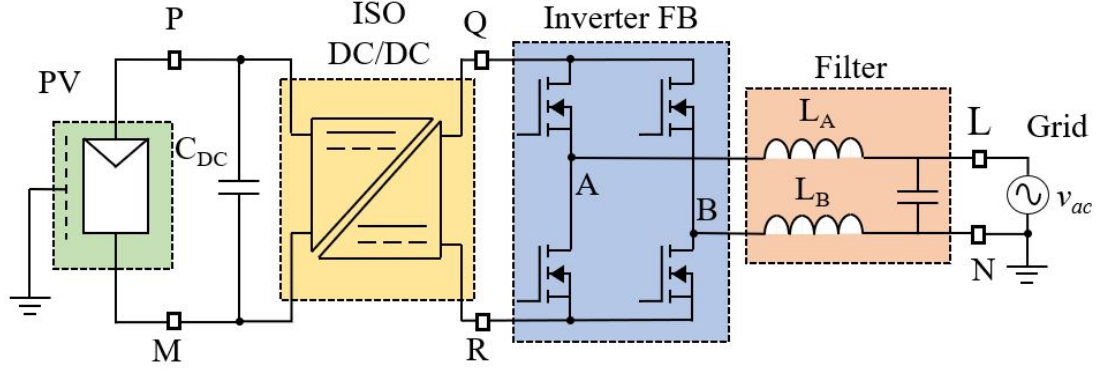 P
ISO
DC/DC
Q
Inverter FB
Filter
PV
C_DC
L_A
L
Grid
A
B
L_B
v_ac
N
M
R